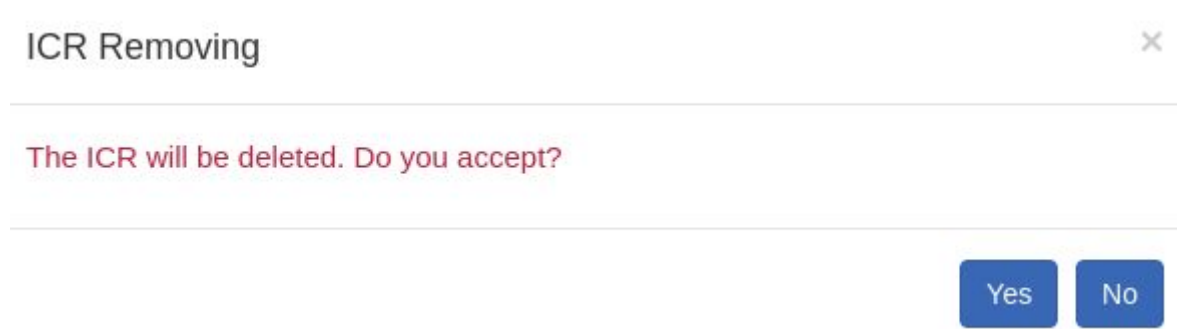 ICR Removing ×
The ICR will be deleted. Do you accept?
Yes No